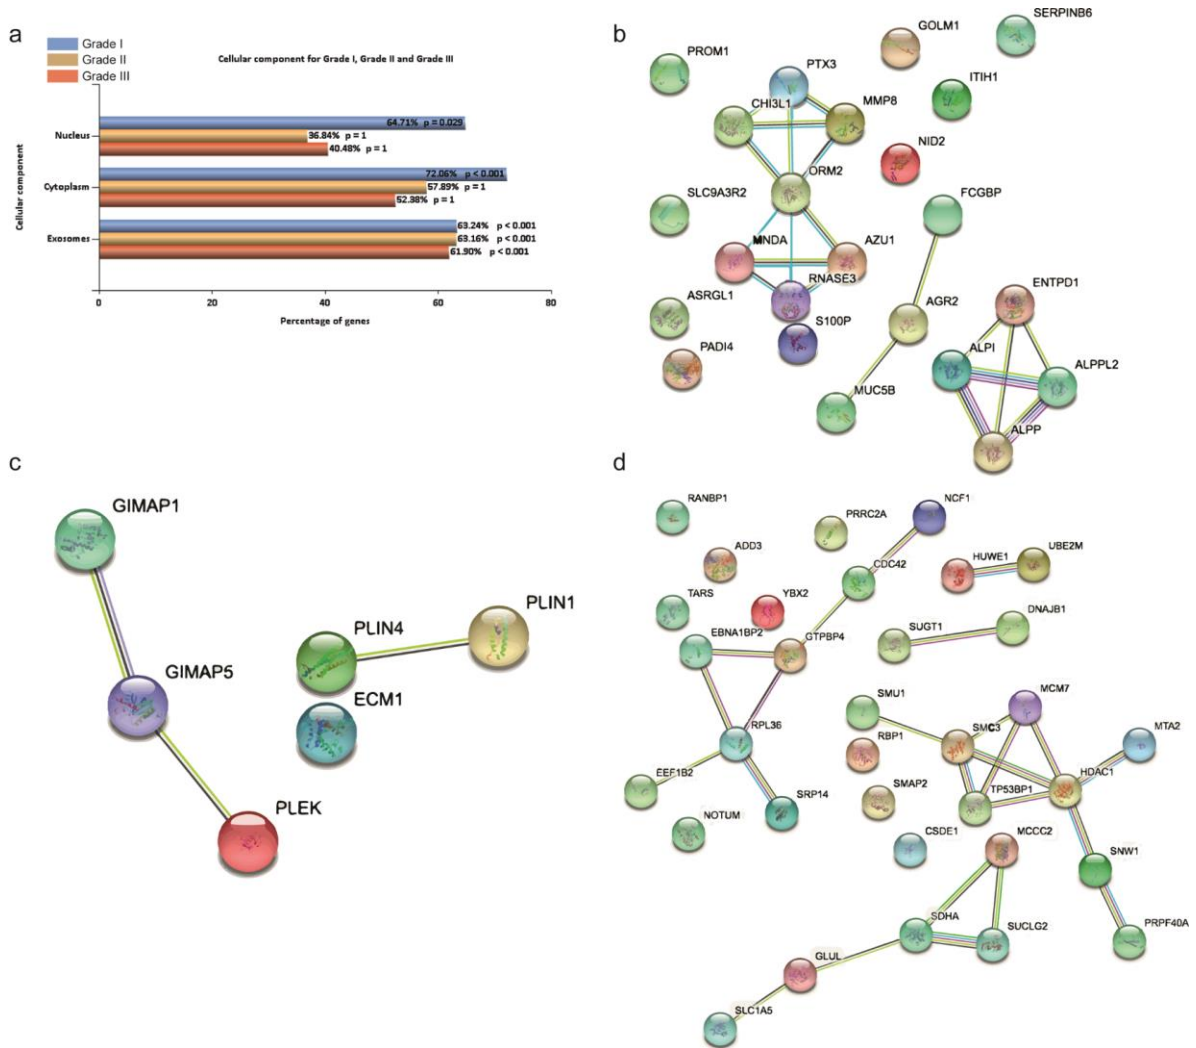 a
Grade I
Grade II
Grade III
Cellular component for Grade I, Grade II and Grade III
Cellular component
Nucleus
64.71% p = 0.029
36.84% p = 1
40.48% p = 1
Cytoplasm
72.06% p < 0.001
57.89% p = 1
52.38% p = 1
Exosomes
63.24% p < 0.001
63.16% p < 0.001
61.90% p < 0.001
0 20 40 60 80
Percentage of genes
b
SERPINB6
GOLM1
PROM1
PTX3
ITIH1
CHI3L1
MMP8
NID2
ORM2
SLC9A3R2
FCGBP
MNDA
AZU1
RNASE3
ENTPD1
ASRGL1
AGR2
S100P
PADI4
ALPI
ALPPL2
MUC5B
ALPP
c
GIMAP1
PLIN1
PLIN4
GIMAP5
ECM1
PLEK
d
RANBP1
NCF1
PRRC2A
ADD3
CDC42
HUWE1
UBE2M
TARS
YBX2
DNAJB1
EBNA1BP2
GTPBP4
SUGT1
SMU1
MCM7
RPL36
SMC3
MTA2
RBP1
HDAC1
EEF1B2
SMAP2
TP53BP1
SRP14
NOTUM
CSDE1
MCCC2
SNW1
SDHA
SUCLG2
PRPF40A
GLUL
SLC1A5